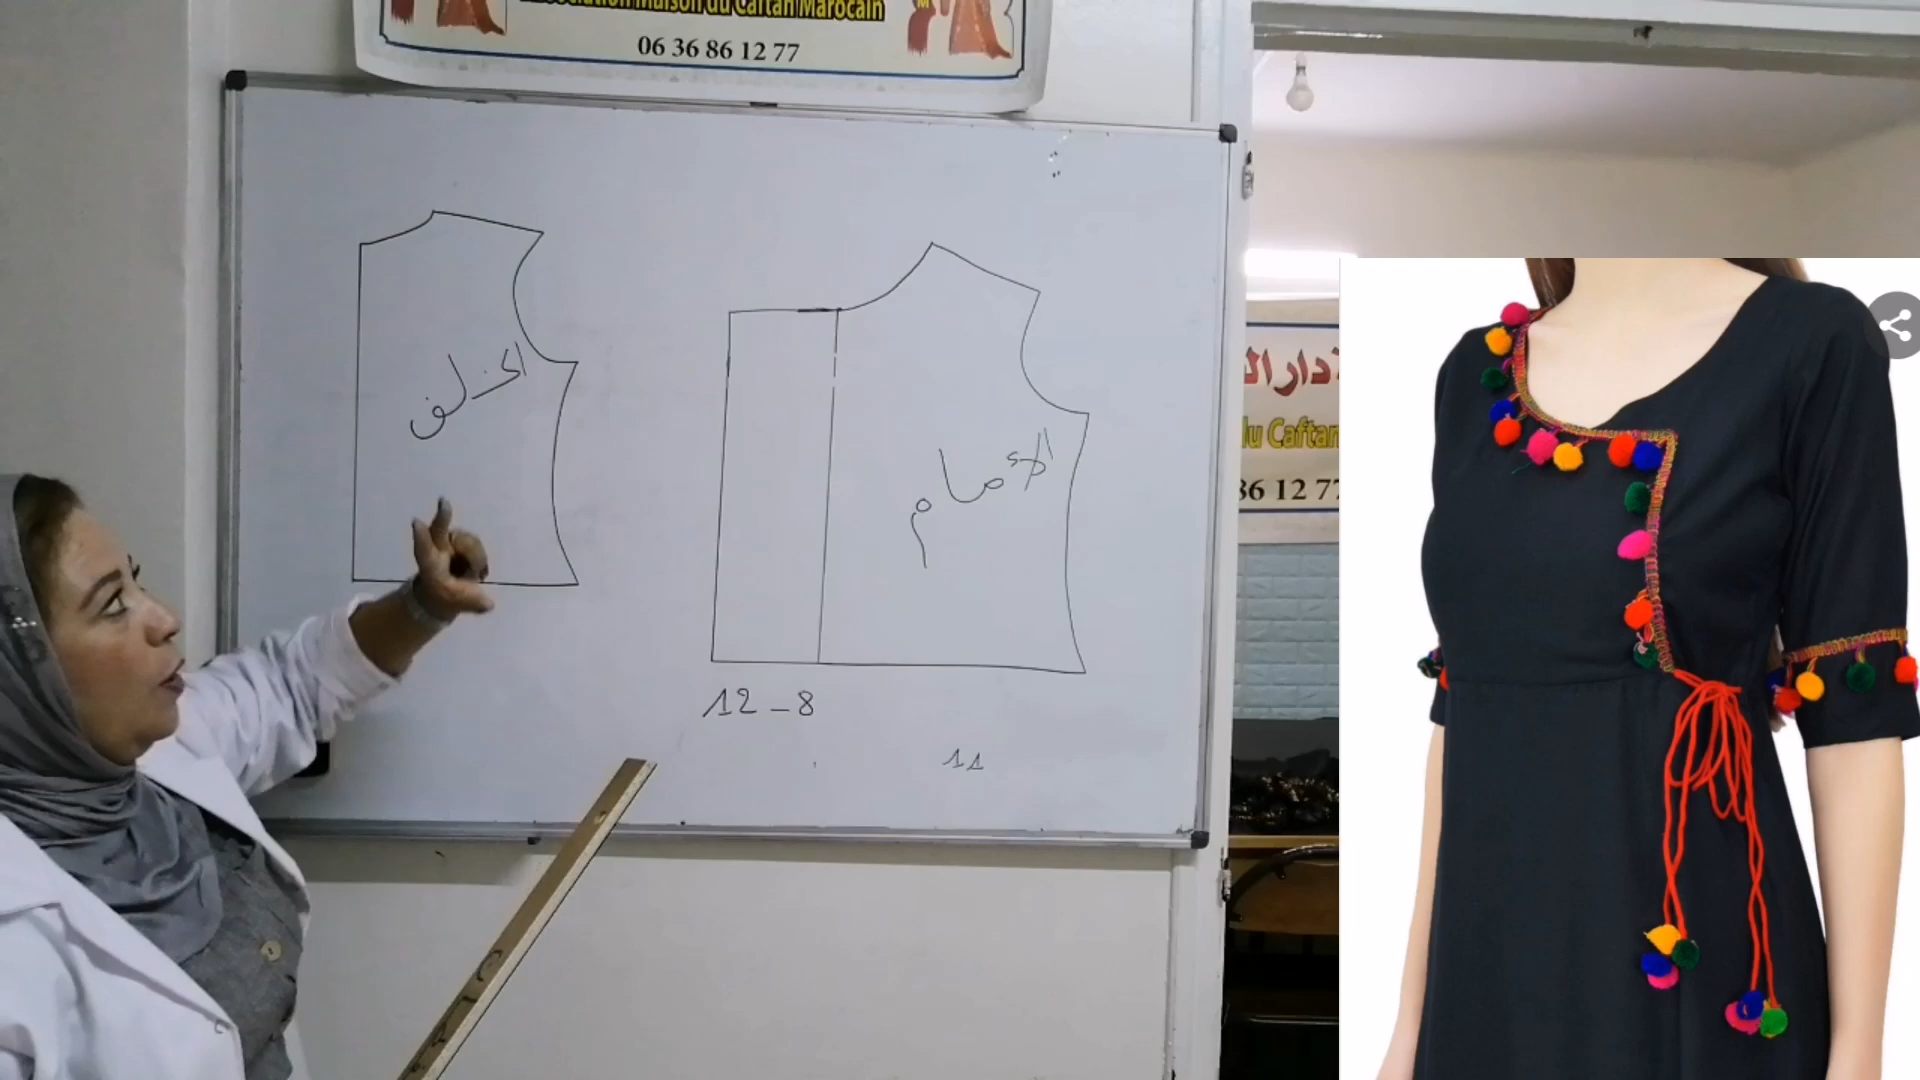 Association Maison du Caftan Marocain
06 36 86 12 77
الخلف
الأمام
12 - 8
11
دار ال
du Caftan
36 12 77